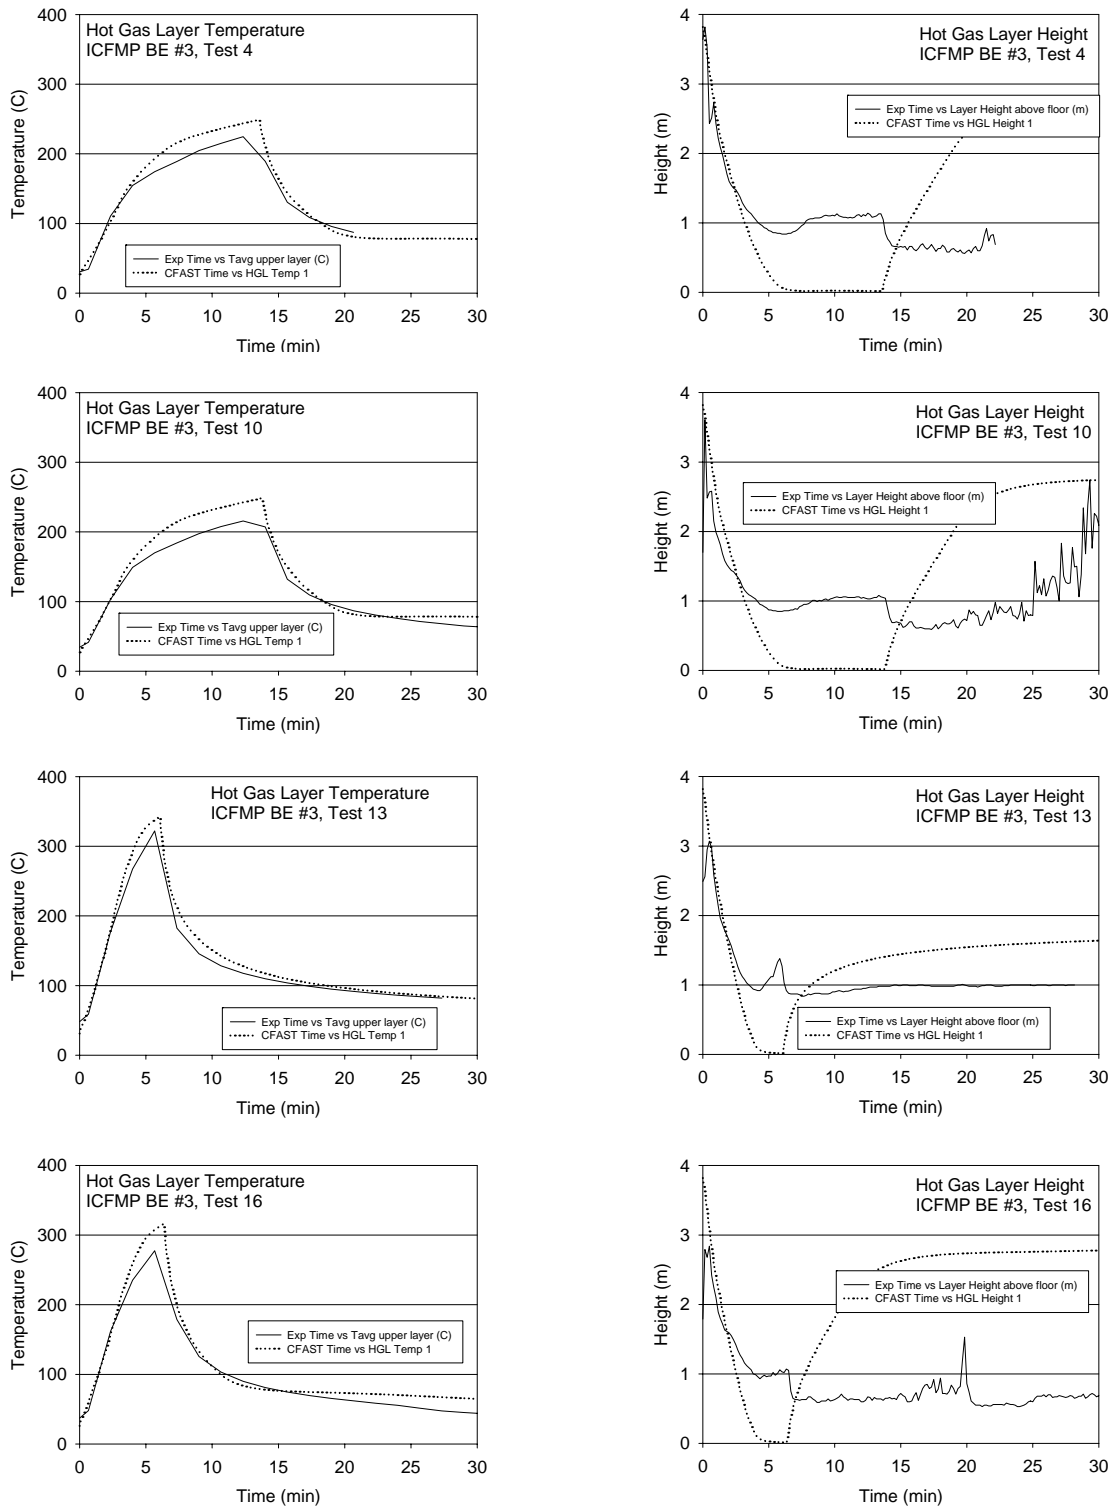 Hot Gas Layer Temperature
ICFMP BE #3, Test 4
Temperature (C)
400
300
200
100
0
Exp Time vs Tavg upper layer (C)
CFAST Time vs HGL Temp 1
0 5 10 15 20 25 30
Time (min)
Hot Gas Layer Height
ICFMP BE #3, Test 4
Height (m)
4
3
2
1
0
Exp Time vs Layer Height above floor (m)
CFAST Time vs HGL Height 1
0 5 10 15 20 25 30
Time (min)
Hot Gas Layer Temperature
ICFMP BE #3, Test 10
Temperature (C)
400
300
200
100
0
Exp Time vs Tavg upper layer (C)
CFAST Time vs HGL Temp 1
0 5 10 15 20 25 30
Time (min)
Hot Gas Layer Height
ICFMP BE #3, Test 10
Height (m)
4
3
2
1
0
Exp Time vs Layer Height above floor (m)
CFAST Time vs HGL Height 1
0 5 10 15 20 25 30
Time (min)
Hot Gas Layer Temperature
ICFMP BE #3, Test 13
Temperature (C)
400
300
200
100
0
Exp Time vs Tavg upper layer (C)
CFAST Time vs HGL Temp 1
0 5 10 15 20 25 30
Time (min)
Hot Gas Layer Height
ICFMP BE #3, Test 13
Height (m)
4
3
2
1
0
Exp Time vs Layer Height above floor (m)
CFAST Time vs HGL Height 1
0 5 10 15 20 25 30
Time (min)
Hot Gas Layer Temperature
ICFMP BE #3, Test 16
Temperature (C)
400
300
200
100
0
Exp Time vs Tavg upper layer (C)
CFAST Time vs HGL Temp 1
0 5 10 15 20 25 30
Time (min)
Hot Gas Layer Height
ICFMP BE #3, Test 16
Height (m)
4
3
2
1
0
Exp Time vs Layer Height above floor (m)
CFAST Time vs HGL Height 1
0 5 10 15 20 25 30
Time (min)